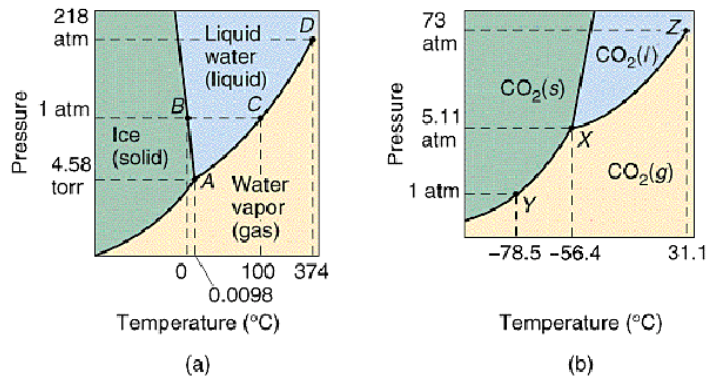 218
atm
Liquid
water
(liquid)
D
1 atm
B
C
Ice
(solid)
4.58
torr
A
Water
vapor
(gas)
Pressure
0
100
374
0.0098
Temperature (°C)
(a)
73
atm
Z
CO₂(l)
CO₂(s)
5.11
atm
X
CO₂(g)
1 atm
Y
Pressure
−78.5
−56.4
31.1
Temperature (°C)
(b)